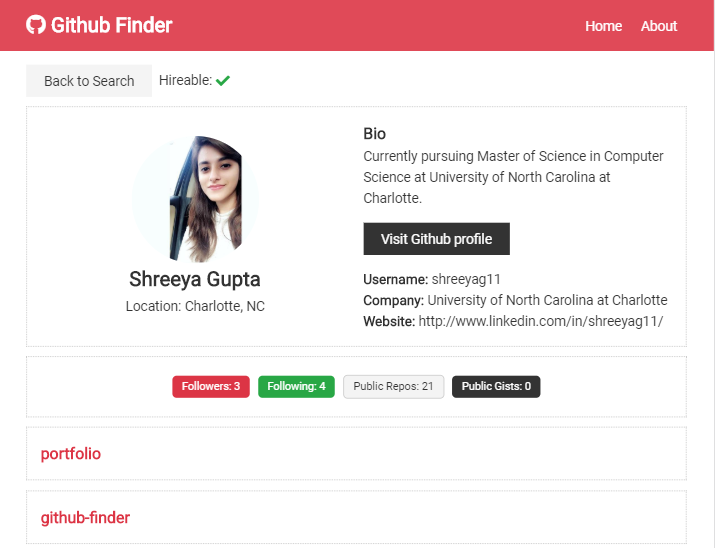 Github Finder
Home About
Back to Search Hireable:
Bio
Currently pursuing Master of Science in Computer
Science at University of North Carolina at
Charlotte.
Visit Github profile
Shreeya Gupta
Location: Charlotte, NC
Username: shreeyag11
Company: University of North Carolina at Charlotte
Website: http://www.linkedin.com/in/shreeyag11/
Followers: 3 Following: 4 Public Repos: 21 Public Gists: 0
portfolio
github-finder